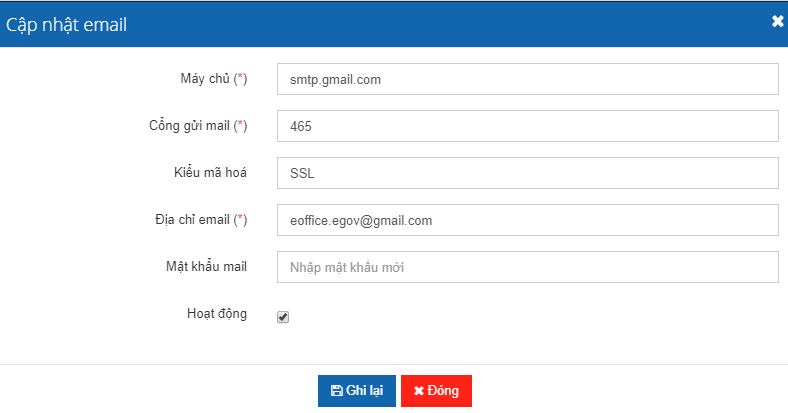 Cập nhật email
Máy chủ (*) smtp.gmail.com
Cổng gửi mail (*) 465
Kiểu mã hoá SSL
Địa chỉ email (*) eoffice.egov@gmail.com
Mật khẩu mail Nhập mật khẩu mới
Hoạt động
Ghi lại Đóng